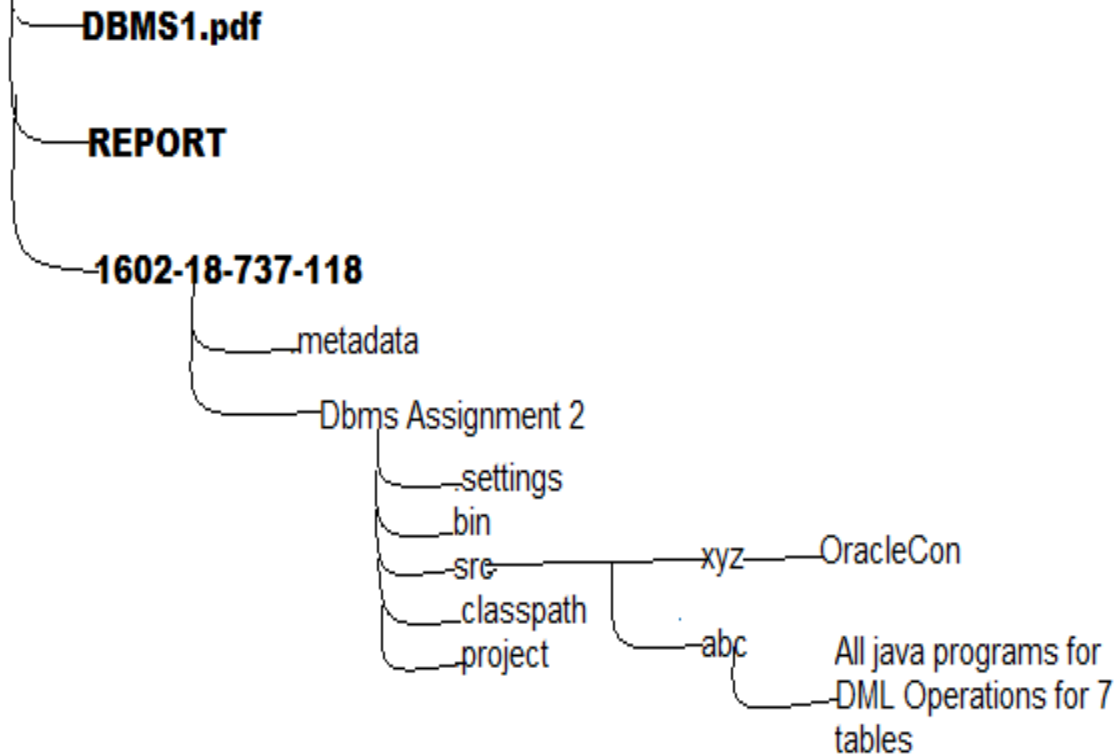 DBMS1.pdf
REPORT
1602-18-737-118
.metadata
Dbms Assignment 2
.settings
bin
src
xyz
OracleCon
.classpath
.project
abc
All java programs for
DML Operations for 7
tables